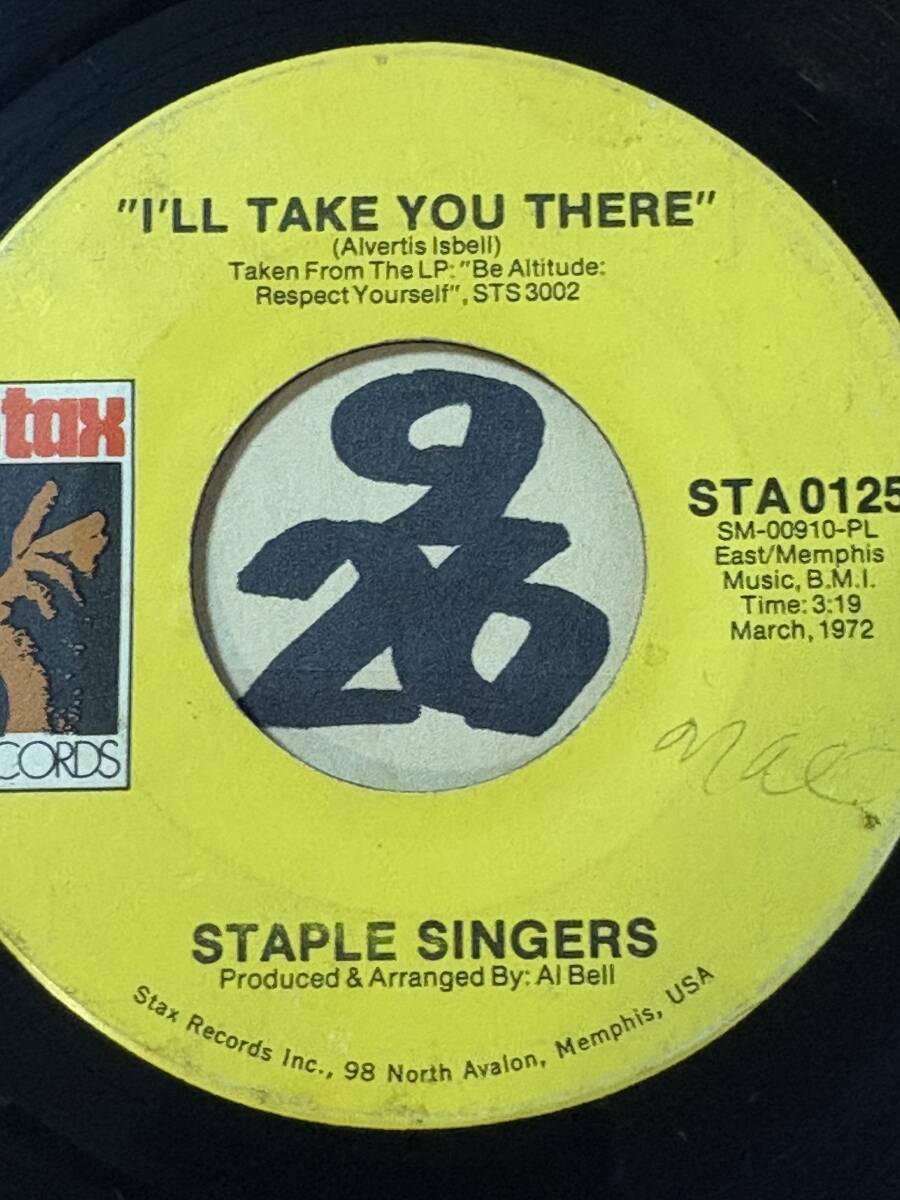 "I'LL TAKE YOU THERE"
(Alvertis Isbell)
Taken From The LP: "Be Altitude:
Respect Yourself", STS 3002
tax
CORDS
9
26
STA 0125
SM-00910-PL
East/Memphis
Music, B.M.I.
Time: 3:19
March, 1972
STAPLE SINGERS
Produced & Arranged By: Al Bell
Stax Records Inc., 98 North Avalon, Memphis, USA